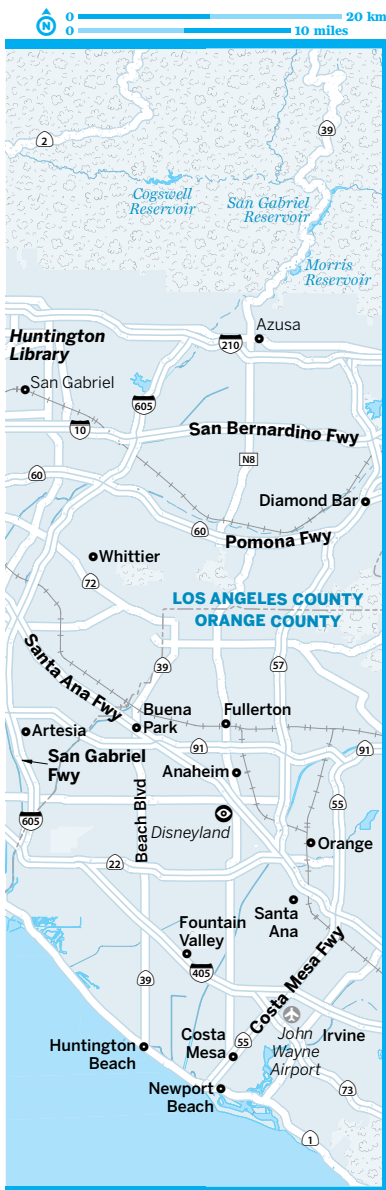 0 20 km
N
0 10 miles
2
39
Cogswell
Reservoir
San Gabriel
Reservoir
Morris
Reservoir
Huntington
Library
Azusa
210
San Gabriel
605
10
San Bernardino Fwy
N8
60
Diamond Bar
60
Pomona Fwy
Whittier
72
LOS ANGELES COUNTY
ORANGE COUNTY
Santa Ana Fwy
39
57
Buena
Park
Fullerton
Artesia
91
91
San Gabriel
Fwy
Anaheim
Beach Blvd
55
605
Disneyland
Orange
22
Santa
Ana
Fountain
Valley
Costa Mesa Fwy
405
39
Huntington
Beach
Costa
Mesa
55
John
Wayne
Airport
Irvine
Newport
Beach
73
1